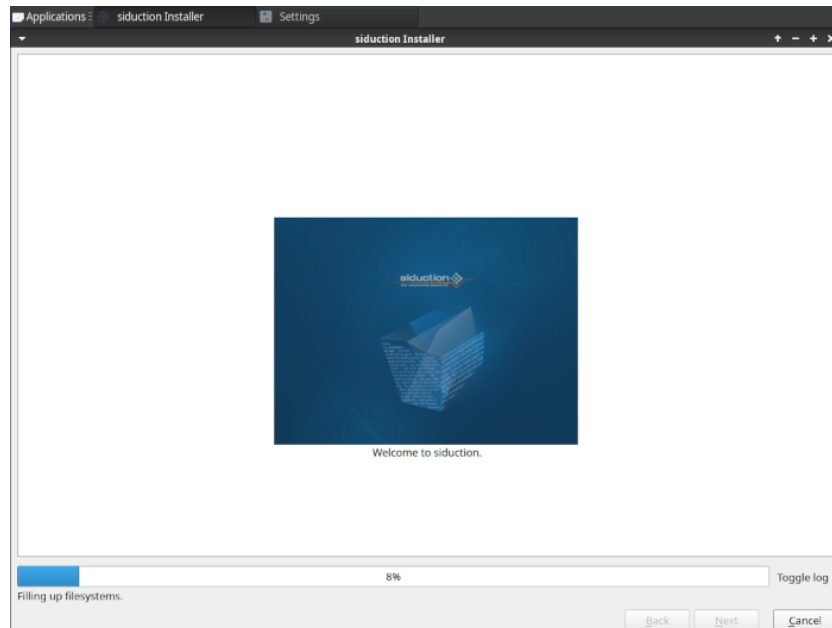 Applications
siduction Installer
Settings
siduction Installer
siduction
Welcome to siduction.
8%
Toggle log
Filling up filesystems.
Back
Next
Cancel